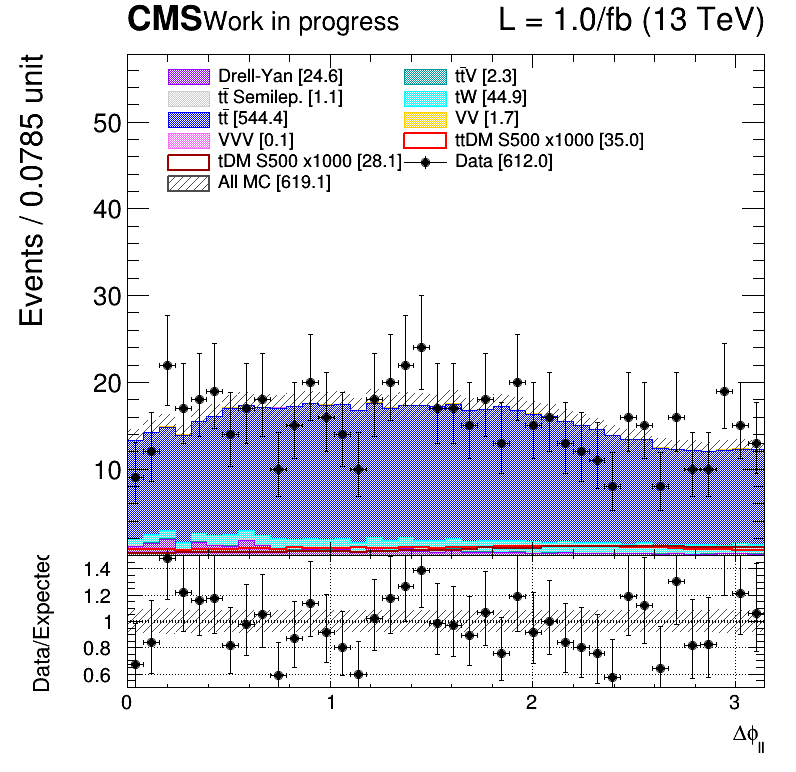 CMS Work in progress L = 1.0/fb (13 TeV)
Drell-Yan [24.6] tt̄V [2.3]
tt̄ Semilep. [1.1] tW [44.9]
tt̄ [544.4] VV [1.7]
VVV [0.1] ttDM S500 x1000 [35.0]
tDM S500 x1000 [28.1] Data [612.0]
All MC [619.1]
Events / 0.0785 unit
50
40
30
20
10
Data/Expected
1.4
1.2
1
0.8
0.6
0 1 2 3
Δϕ_ll